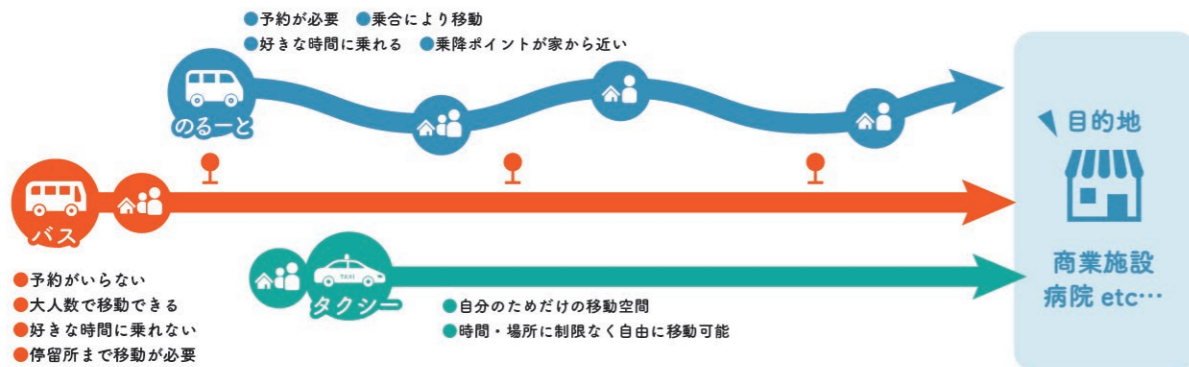 ●予約が必要 ●乗合により移動
●好きな時間に乗れる ●乗降ポイントが家から近い
のるーと
バス
●予約がいらない
●大人数で移動できる
●好きな時間に乗れない
●停留所まで移動が必要
TAXI
タクシー
●自分のためだけの移動空間
●時間・場所に制限なく自由に移動可能
目的地
商業施設
病院 etc…